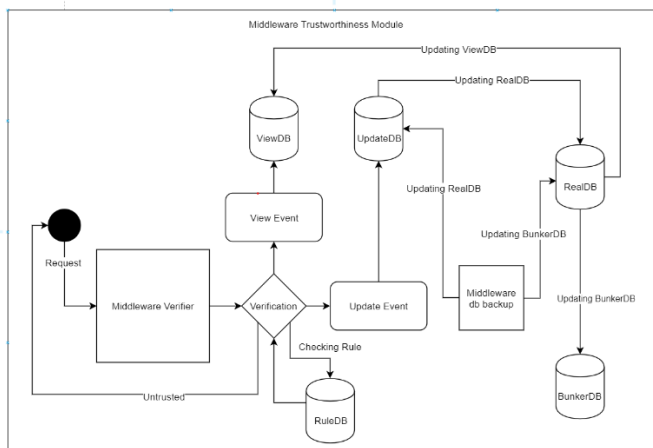 Middleware Trustworthiness Module
Updating ViewDB
Updating RealDB
ViewDB
UpdateDB
RealDB
Updating RealDB
View Event
Updating BunkerDB
Request
Middleware Verifier
Verification
Update Event
Middleware
db backup
Updating BunkerDB
Checking Rule
Untrusted
RuleDB
BunkerDB